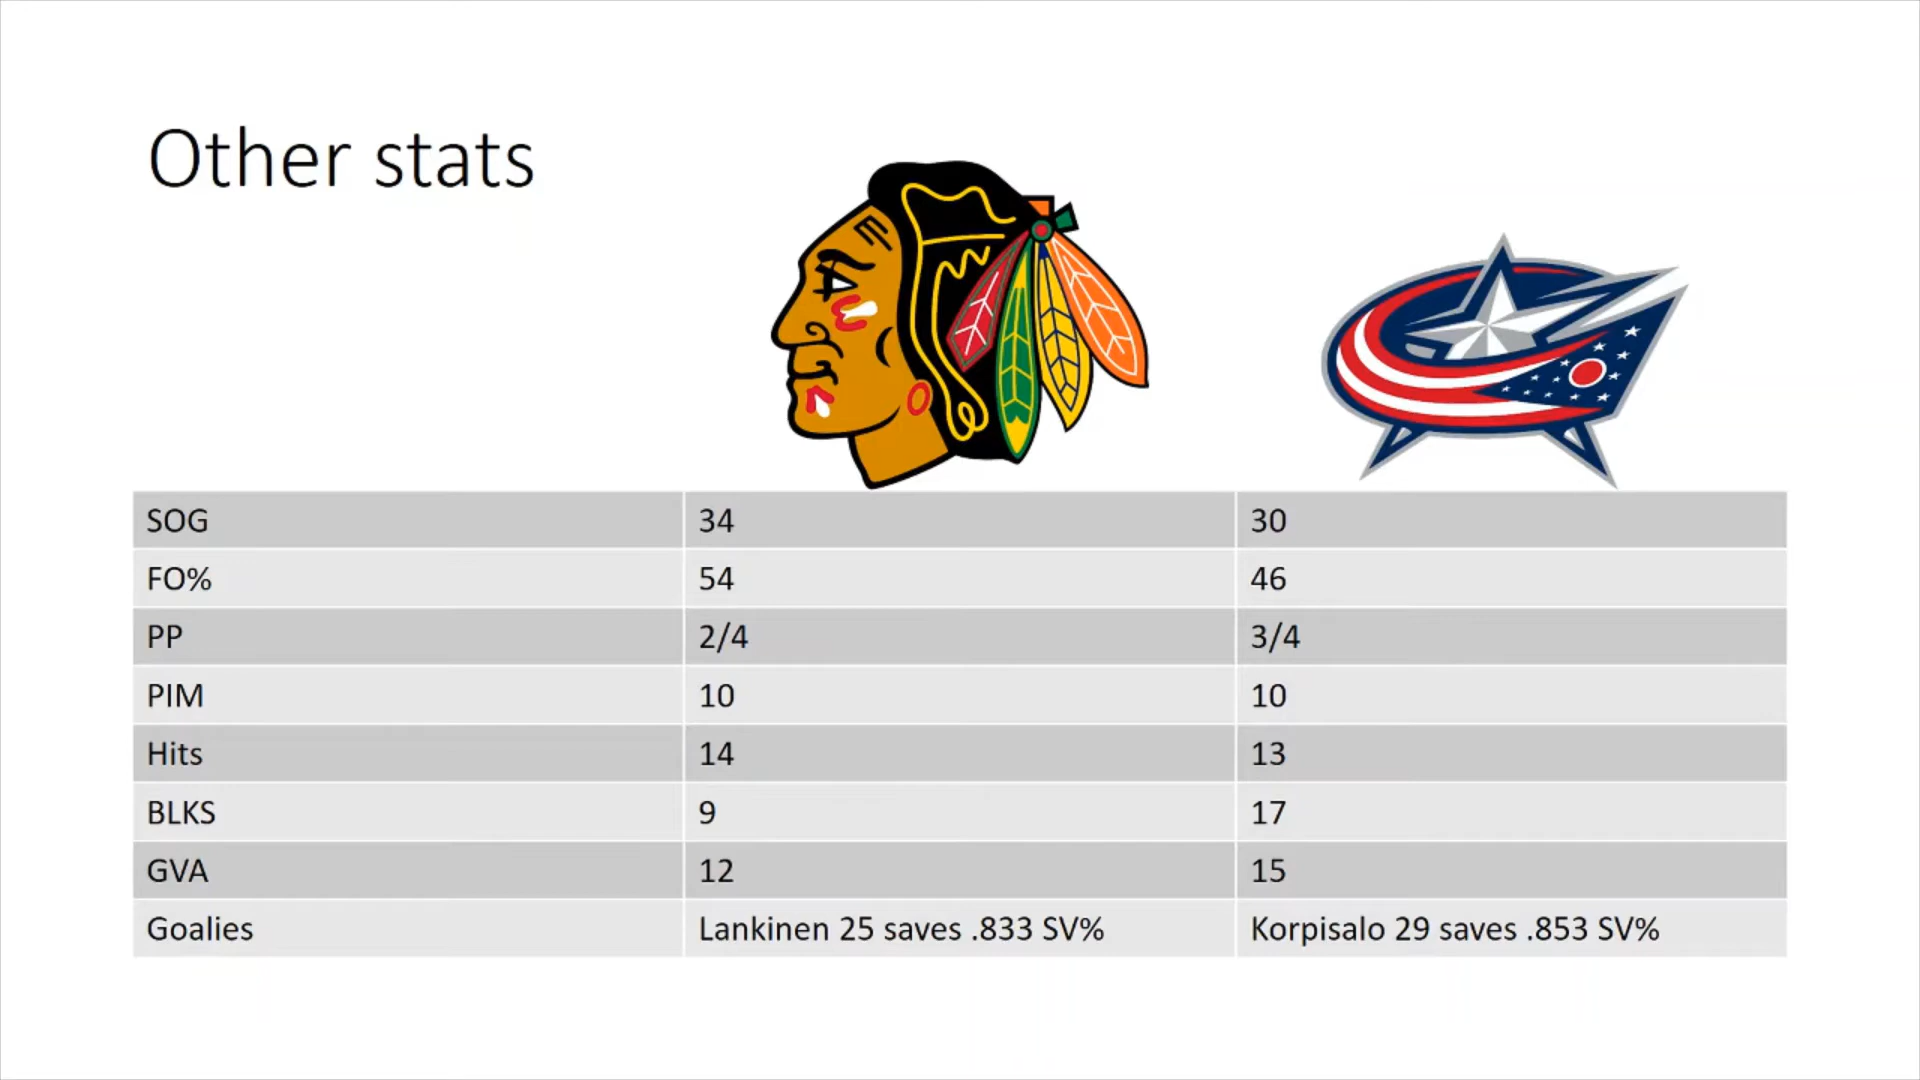 Other stats
SOG 34 30
FO% 54 46
PP 2/4 3/4
PIM 10 10
Hits 14 13
BLKS 9 17
GVA 12 15
Goalies Lankinen 25 saves .833 SV% Korpisalo 29 saves .853 SV%